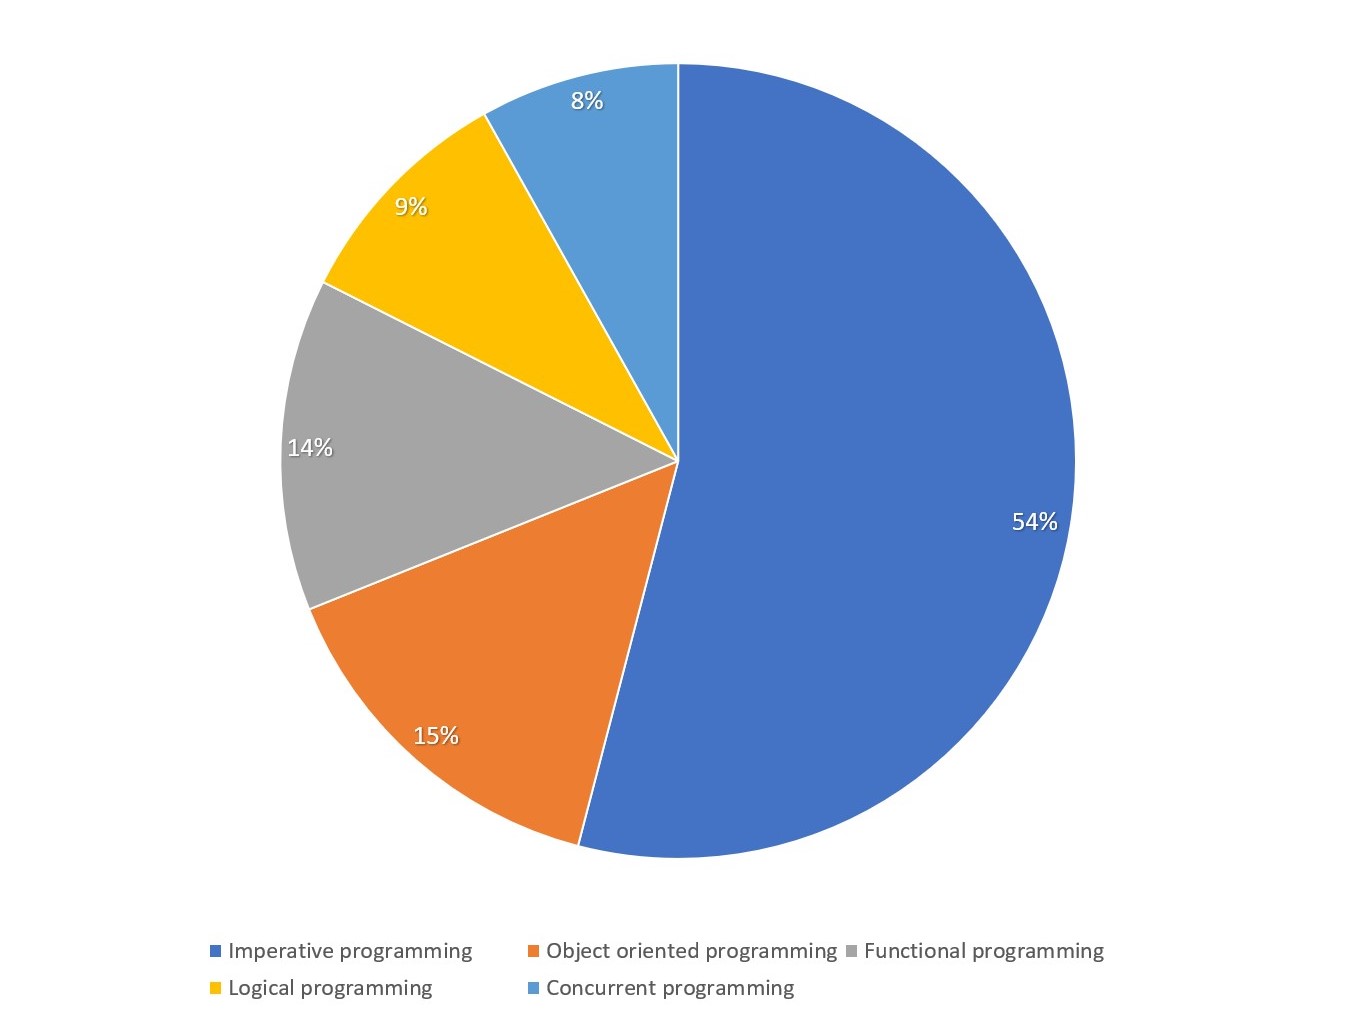 8%
9%
14%
54%
15%
Imperative programming
Object oriented programming
Functional programming
Logical programming
Concurrent programming